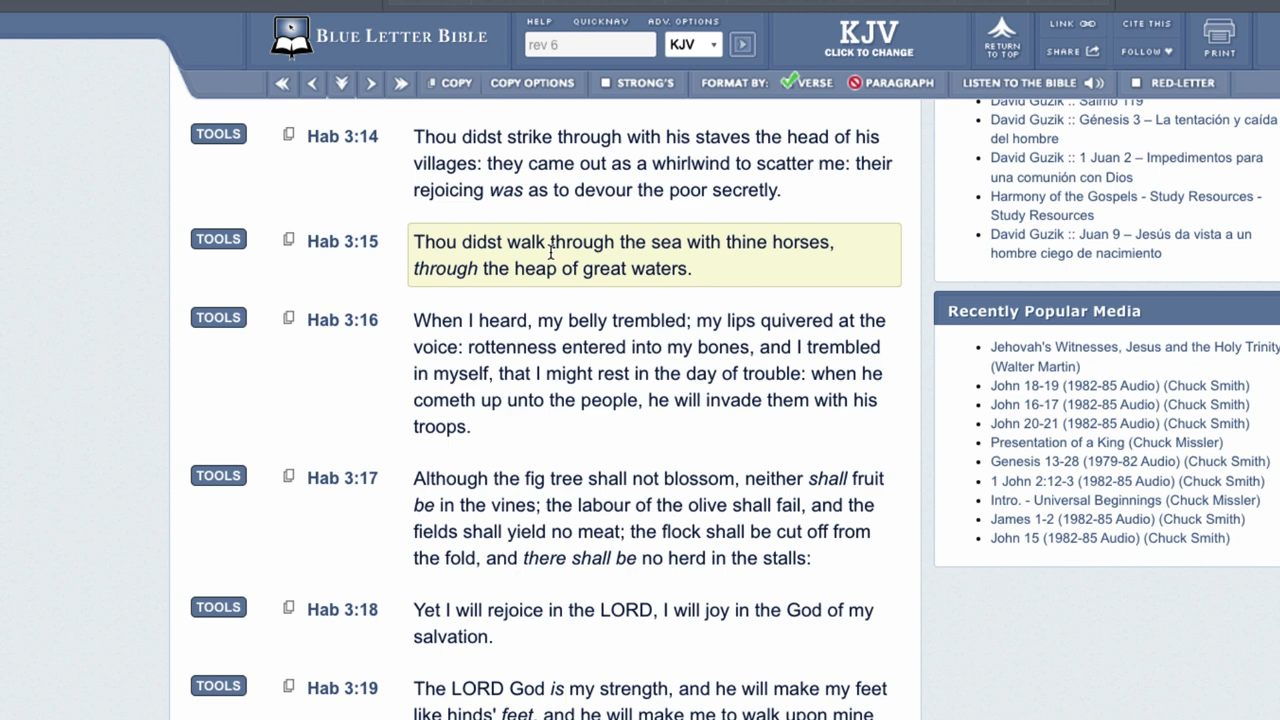 BLUE LETTER BIBLE
HELP QUICKNAV ADV. OPTIONS
rev 6
KJV
KJV
CLICK TO CHANGE
RETURN
TO TOP
LINK
CITE THIS
SHARE
FOLLOW
PRINT
COPY
COPY OPTIONS
STRONG'S
FORMAT BY:
VERSE
PARAGRAPH
LISTEN TO THE BIBLE
RED-LETTER
TOOLS
Hab 3:14
Thou didst strike through with his staves the head of his
villages: they came out as a whirlwind to scatter me: their
rejoicing was as to devour the poor secretly.
TOOLS
Hab 3:15
Thou didst walk through the sea with thine horses,
through the heap of great waters.
TOOLS
Hab 3:16
When I heard, my belly trembled; my lips quivered at the
voice: rottenness entered into my bones, and I trembled
in myself, that I might rest in the day of trouble: when he
cometh up unto the people, he will invade them with his
troops.
TOOLS
Hab 3:17
Although the fig tree shall not blossom, neither shall fruit
be in the vines; the labour of the olive shall fail, and the
fields shall yield no meat; the flock shall be cut off from
the fold, and there shall be no herd in the stalls:
TOOLS
Hab 3:18
Yet I will rejoice in the LORD, I will joy in the God of my
salvation.
TOOLS
Hab 3:19
The LORD God is my strength, and he will make my feet
like hinds' feet, and he will make me to walk upon mine
David Guzik :: Salmo 119
David Guzik :: Génesis 3 – La tentación y caída
del hombre
David Guzik :: 1 Juan 2 – Impedimentos para
una comunión con Dios
Harmony of the Gospels - Study Resources -
Study Resources
David Guzik :: Juan 9 – Jesús da vista a un
hombre ciego de nacimiento
Recently Popular Media
Jehovah's Witnesses, Jesus and the Holy Trinity
(Walter Martin)
John 18-19 (1982-85 Audio) (Chuck Smith)
John 16-17 (1982-85 Audio) (Chuck Smith)
John 20-21 (1982-85 Audio) (Chuck Smith)
Presentation of a King (Chuck Missler)
Genesis 13-28 (1979-82 Audio) (Chuck Smith)
1 John 2:12-3 (1982-85 Audio) (Chuck Smith)
Intro. - Universal Beginnings (Chuck Missler)
James 1-2 (1982-85 Audio) (Chuck Smith)
John 15 (1982-85 Audio) (Chuck Smith)